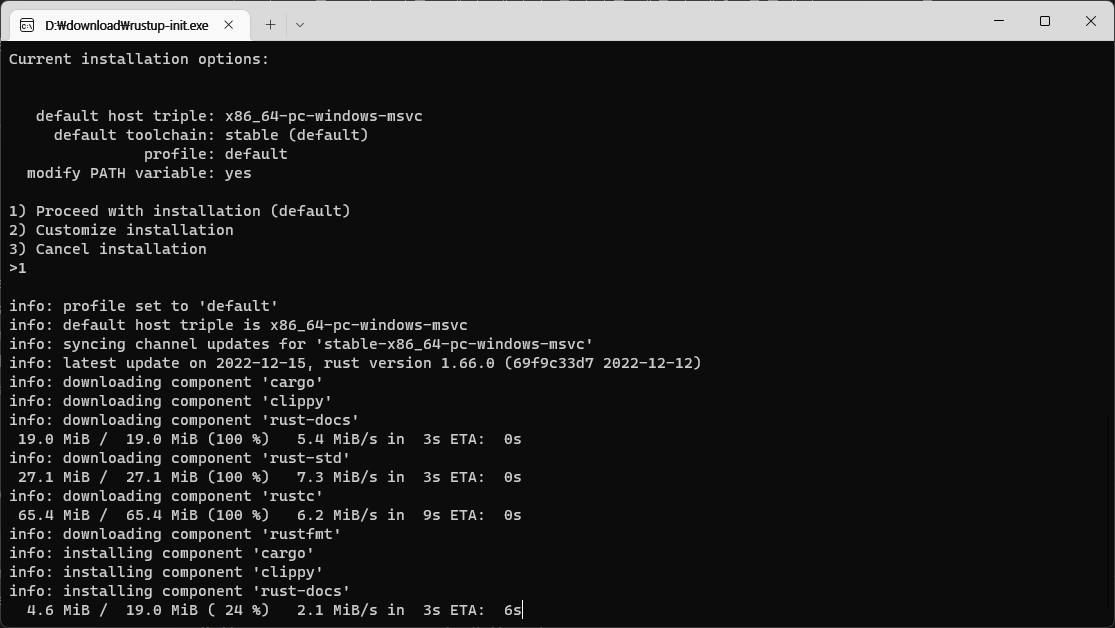 D:₩download₩rustup-init.exe
Current installation options:
default host triple: x86_64-pc-windows-msvc
default toolchain: stable (default)
profile: default
modify PATH variable: yes
1) Proceed with installation (default)
2) Customize installation
3) Cancel installation
>1
info: profile set to 'default'
info: default host triple is x86_64-pc-windows-msvc
info: syncing channel updates for 'stable-x86_64-pc-windows-msvc'
info: latest update on 2022-12-15, rust version 1.66.0 (69f9c33d7 2022-12-12)
info: downloading component 'cargo'
info: downloading component 'clippy'
info: downloading component 'rust-docs'
19.0 MiB /  19.0 MiB (100 %)   5.4 MiB/s in  3s ETA:  0s
info: downloading component 'rust-std'
27.1 MiB /  27.1 MiB (100 %)   7.3 MiB/s in  3s ETA:  0s
info: downloading component 'rustc'
65.4 MiB /  65.4 MiB (100 %)   6.2 MiB/s in  9s ETA:  0s
info: downloading component 'rustfmt'
info: installing component 'cargo'
info: installing component 'clippy'
info: installing component 'rust-docs'
4.6 MiB /  19.0 MiB ( 24 %)   2.1 MiB/s in  3s ETA:  6s